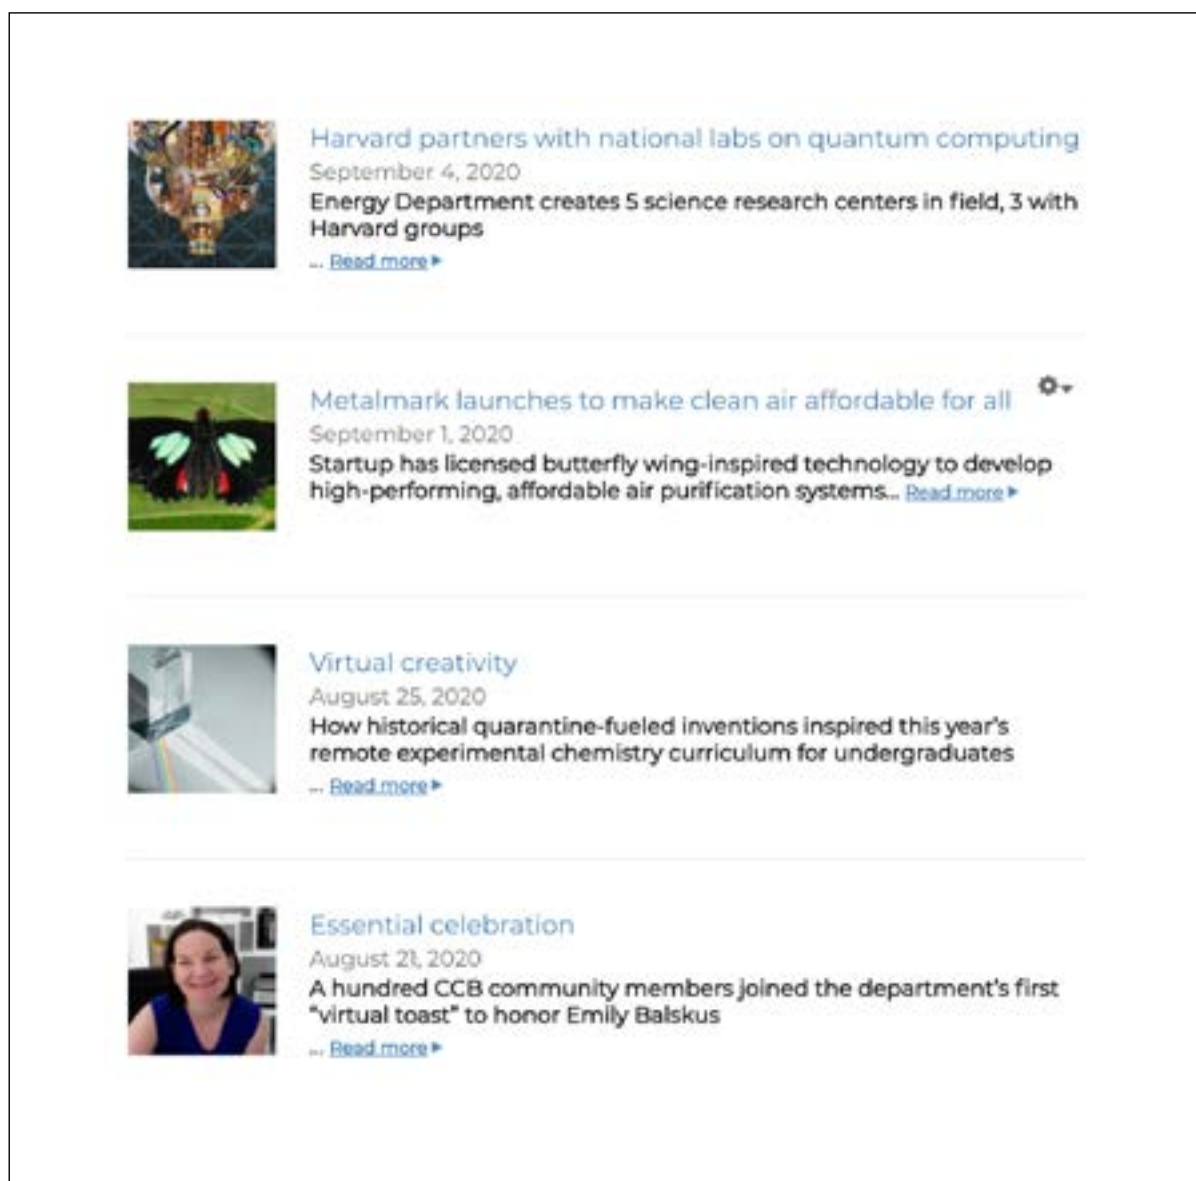 Harvard partners with national labs on quantum computing
September 4, 2020
Energy Department creates 5 science research centers in field, 3 with
Harvard groups
... Read more
Metalmark launches to make clean air affordable for all
September 1, 2020
Startup has licensed butterfly wing-inspired technology to develop
high-performing, affordable air purification systems... Read more
Virtual creativity
August 25, 2020
How historical quarantine-fueled inventions inspired this year's
remote experimental chemistry curriculum for undergraduates
... Read more
Essential celebration
August 21, 2020
A hundred CCB community members joined the department's first
"virtual toast" to honor Emily Balskus
... Read more